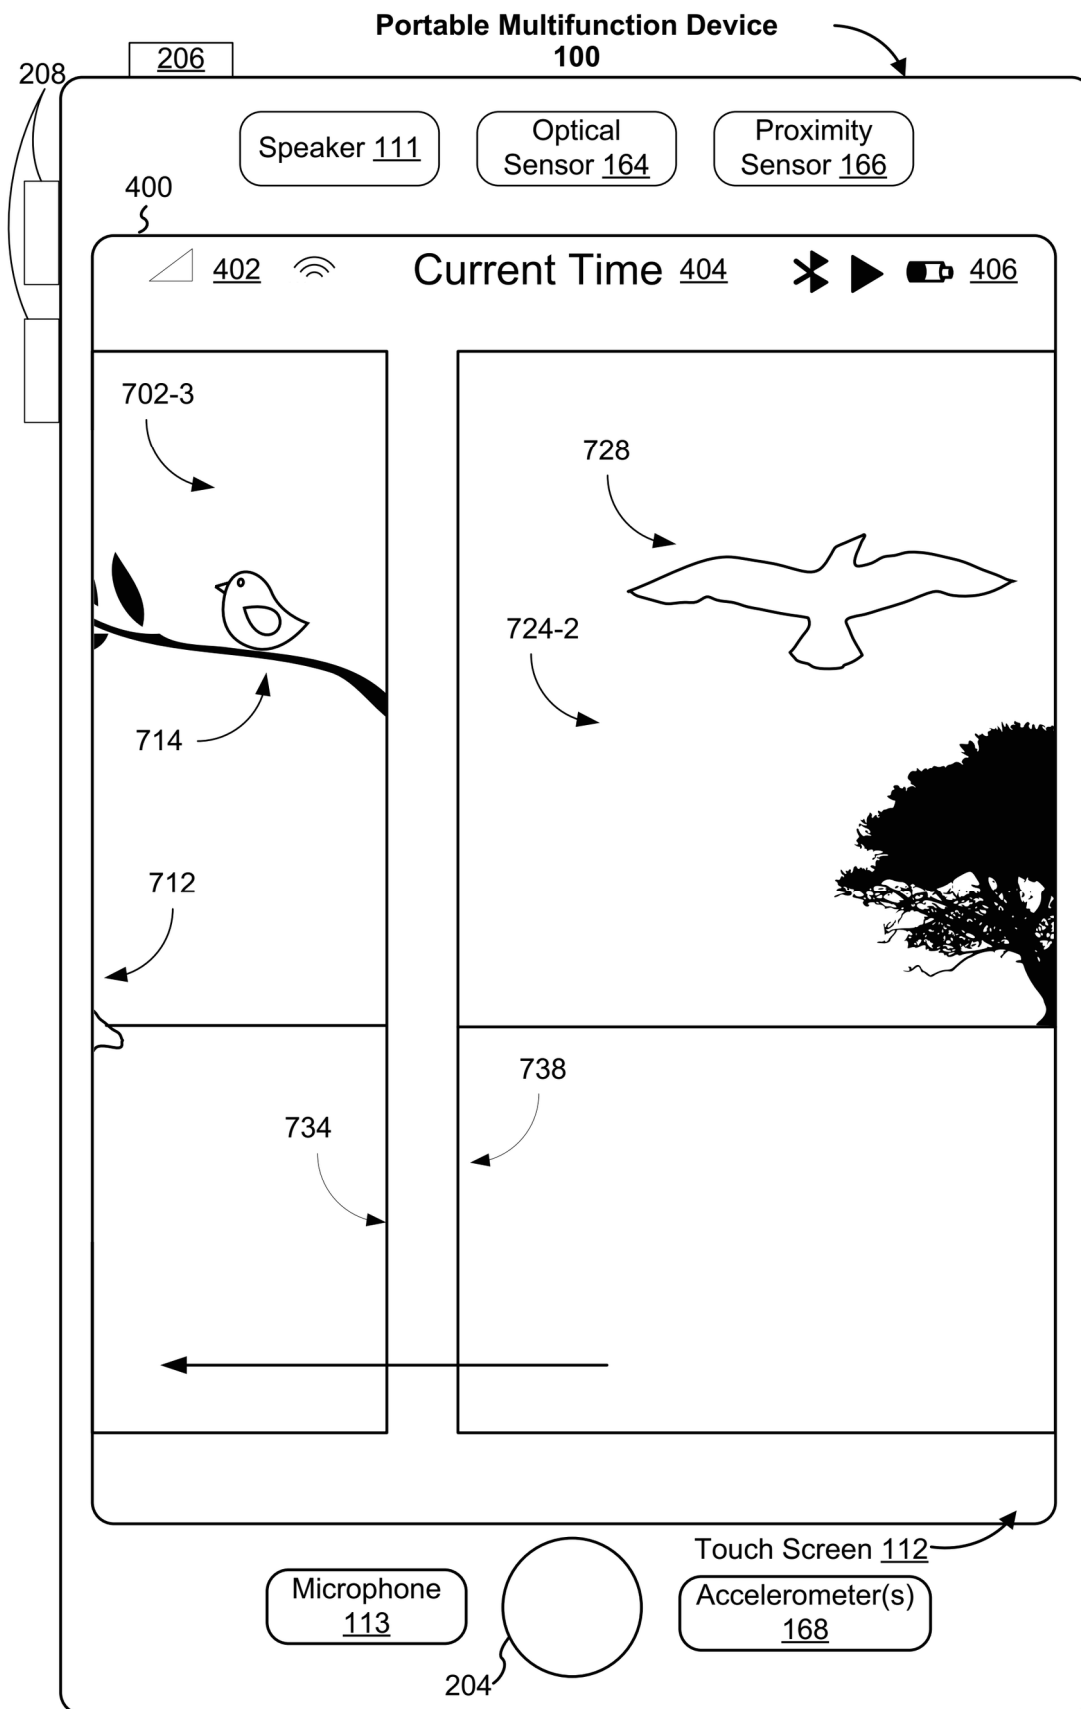 Portable Multifunction Device
100
206
208
Speaker 111
Optical
Sensor 164
Proximity
Sensor 166
400
402
Current Time 404
406
702-3
728
724-2
714
712
738
734
Touch Screen 112
Microphone
113
Accelerometer(s)
168
204